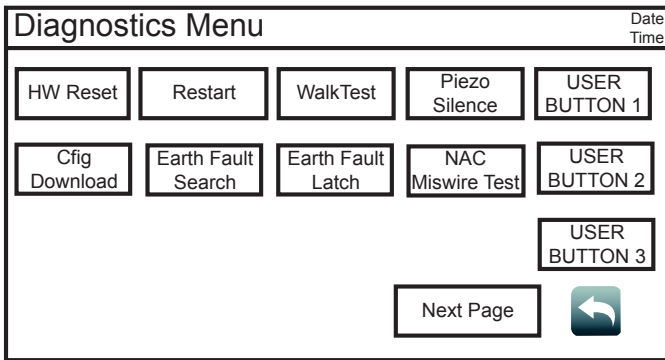 Diagnostics Menu
Date
Time
HW Reset
Restart
WalkTest
Piezo
Silence
USER
BUTTON 1
Cfig
Download
Earth Fault
Search
Earth Fault
Latch
NAC
Miswire Test
USER
BUTTON 2
USER
BUTTON 3
Next Page